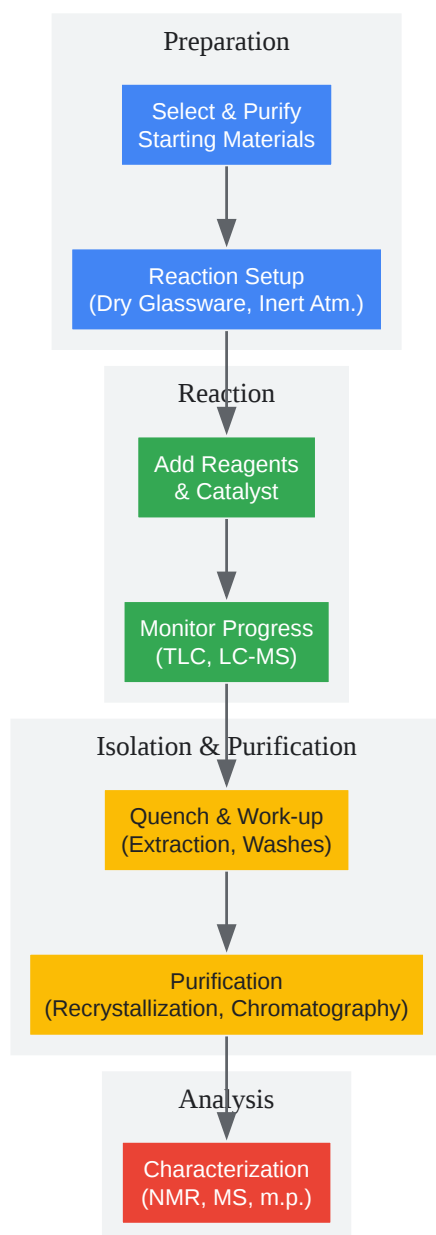 Preparation
Select & Purify
Starting Materials
Reaction Setup
(Dry Glassware, Inert Atm.)
Reaction
Add Reagents
& Catalyst
Monitor Progress
(TLC, LC-MS)
Isolation & Purification
Quench & Work-up
(Extraction, Washes)
Purification
(Recrystallization, Chromatography)
Analysis
Characterization
(NMR, MS, m.p.)